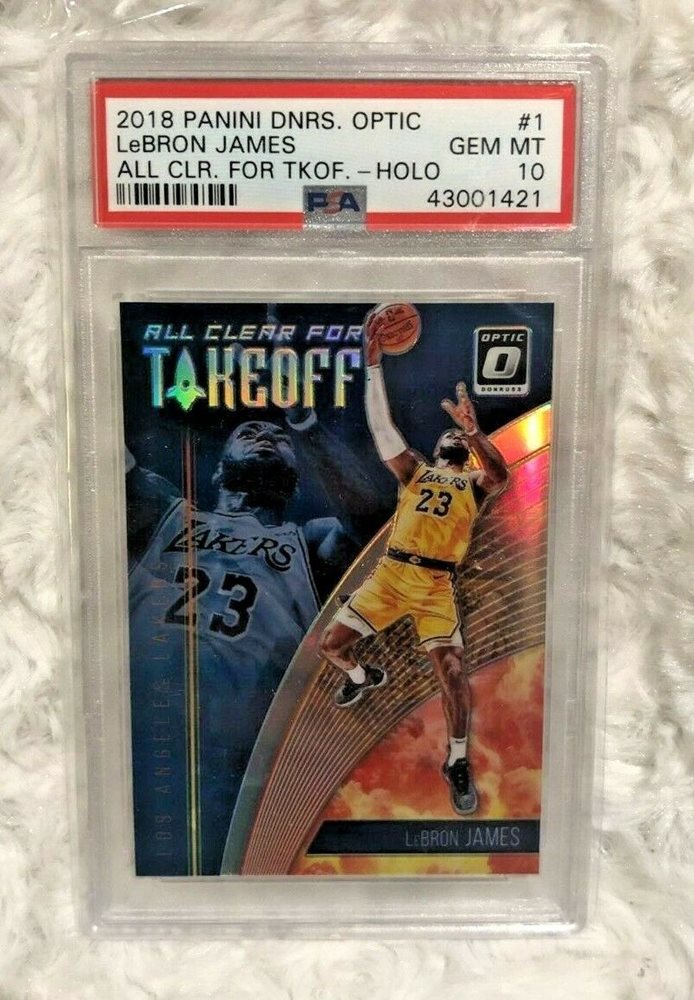 2018 PANINI DNRS. OPTIC #1
LeBRON JAMES GEM MT
ALL CLR. FOR TKOF. - HOLO 10
43001421
PSA
ALL CLEAR FOR
TAKEOFF
OPTIC
O
DONRUSS
LAKERS
23
LAKERS
23
LOS ANGELES LAKERS
LeBRON JAMES